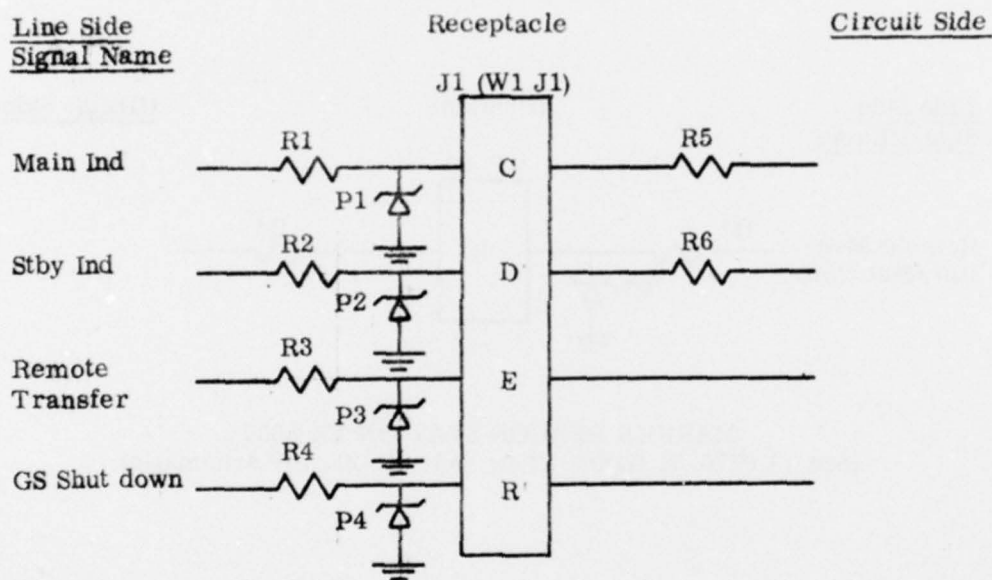 Line Side
Signal Name
Receptacle
Circuit Side
J1 (W1 J1)
Main Ind
R1
P1
C
R5
Stby Ind
R2
P2
D
R6
Remote
Transfer
R3
P3
E
GS Shut down
R4
P4
R